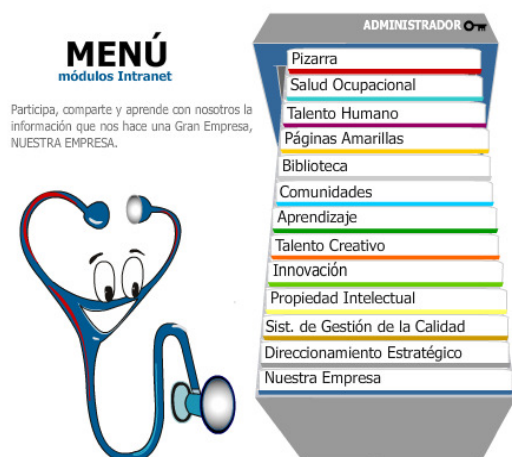 MENÚ
módulos Intranet
Participa, comparte y aprende con nosotros la
información que nos hace una Gran Empresa,
NUESTRA EMPRESA.
ADMINISTRADOR
Pizarra
Salud Ocupacional
Talento Humano
Páginas Amarillas
Biblioteca
Comunidades
Aprendizaje
Talento Creativo
Innovación
Propiedad Intelectual
Sist. de Gestión de la Calidad
Direccionamiento Estratégico
Nuestra Empresa